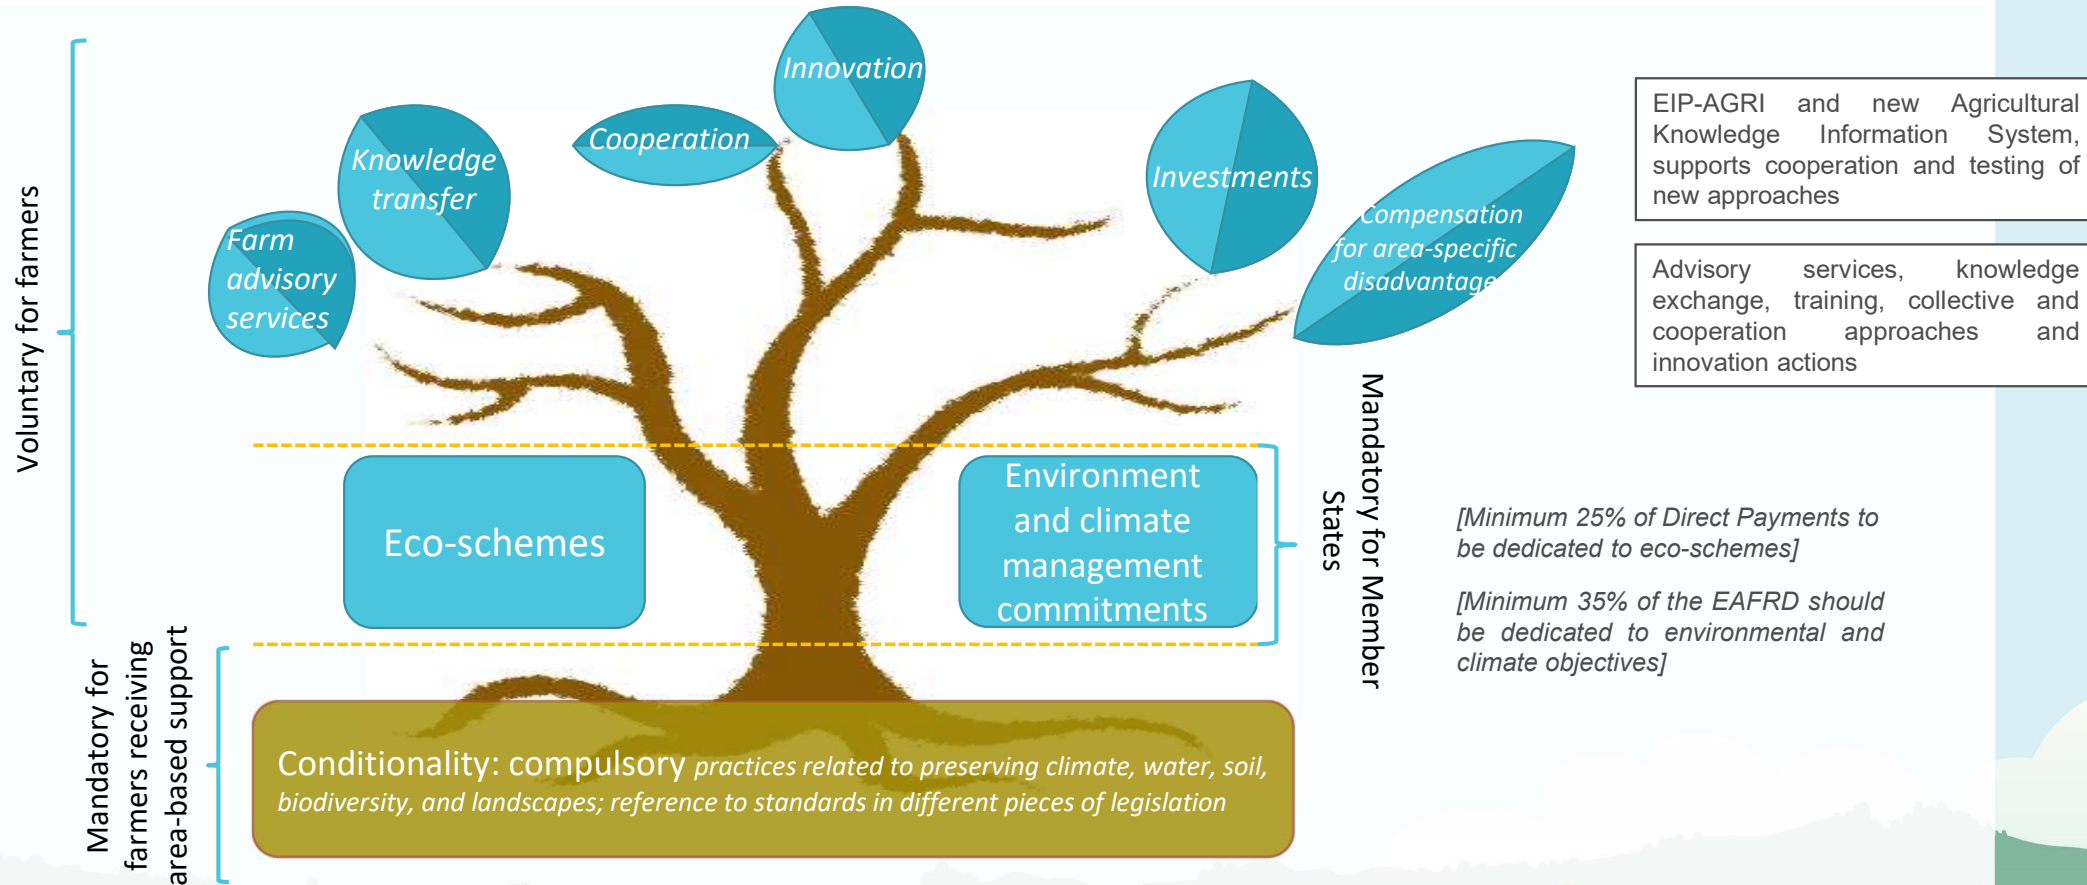 Innovation
Cooperation
Knowledge
transfer
Farm
advisory
services
Investments
Compensation
for area-specific
disadvantage
Voluntary for farmers
EIP-AGRI and new Agricultural
Knowledge Information System,
supports cooperation and testing of
new approaches
Advisory services, knowledge
exchange, training, collective and
cooperation approaches and
innovation actions
Eco-schemes
Environment
and climate
management
commitments
Mandatory for Member
States
[Minimum 25% of Direct Payments to
be dedicated to eco-schemes]
[Minimum 35% of the EAFRD should
be dedicated to environmental and
climate objectives]
Mandatory for
farmers receiving
area-based support
Conditionality: compulsory practices related to preserving climate, water, soil,
biodiversity, and landscapes; reference to standards in different pieces of legislation